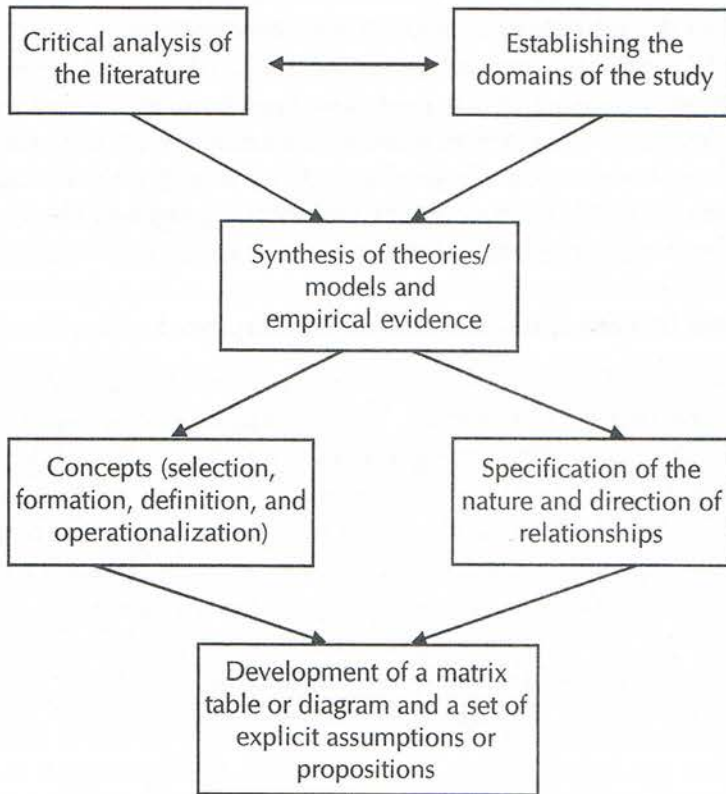 Critical analysis of
the literature
Establishing the
domains of the study
Synthesis of theories/
models and
empirical evidence
Concepts (selection,
formation, definition, and
operationalization)
Specification of the
nature and direction of
relationships
Development of a matrix
table or diagram and a set of
explicit assumptions or
propositions